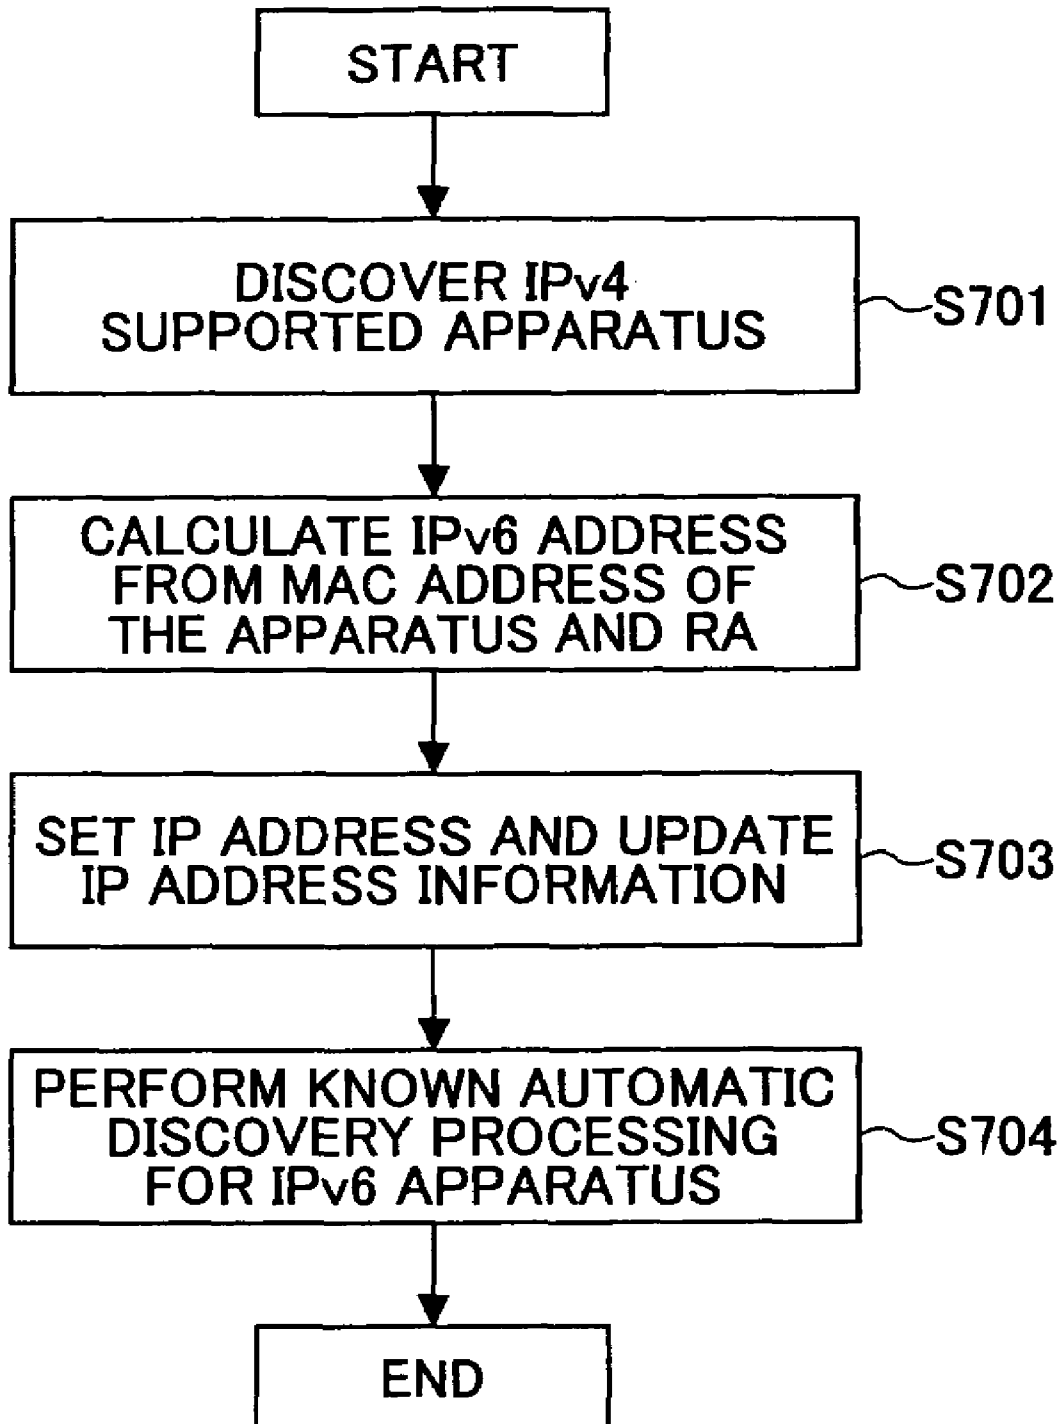 START
DISCOVER IPv4
SUPPORTED APPARATUS
S701
CALCULATE IPv6 ADDRESS
FROM MAC ADDRESS OF
THE APPARATUS AND RA
S702
SET IP ADDRESS AND UPDATE
IP ADDRESS INFORMATION
S703
PERFORM KNOWN AUTOMATIC
DISCOVERY PROCESSING
FOR IPv6 APPARATUS
S704
END